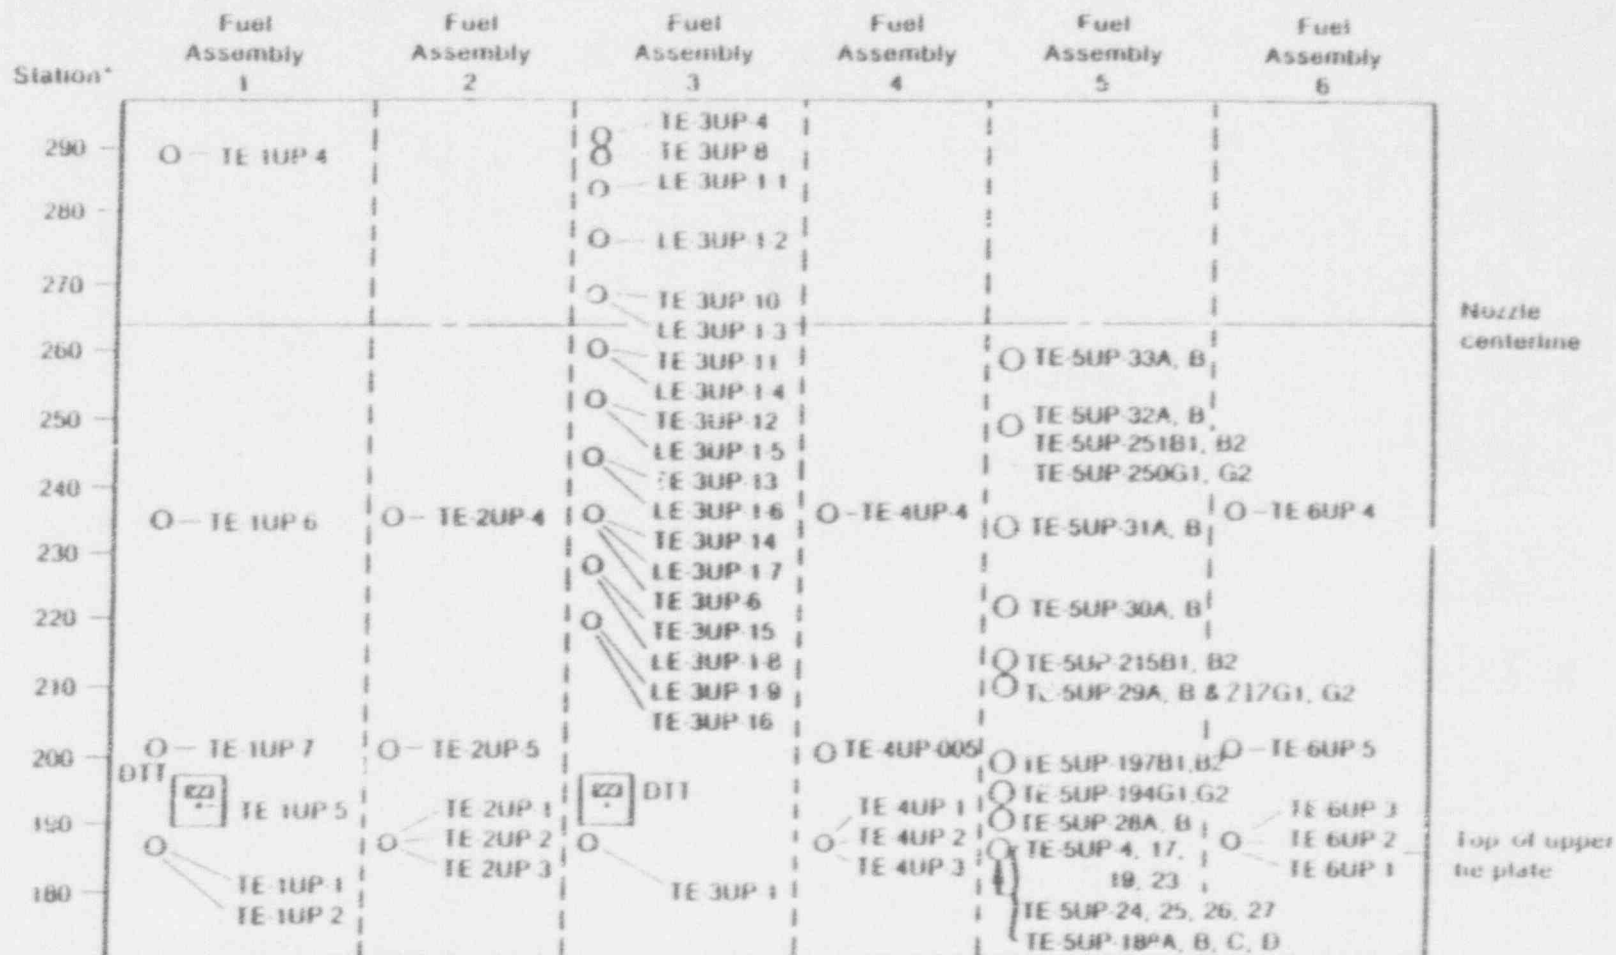 Fuel Assembly 1
Fuel Assembly 2
Fuel Assembly 3
Fuel Assembly 4
Fuel Assembly 5
Fuel Assembly 6
Station*
290
280
270
260
250
240
230
220
210
200
190
180
TE-1UP-4
TE-1UP-6
TE-1UP-7
DTT
TE-1UP-5
TE-1UP-1
TE-1UP-2
TE-2UP-4
TE-2UP-5
TE-2UP-1
TE-2UP-2
TE-2UP-3
TE-3UP-4
TE-3UP-8
LE-3UP-1-1
LE-3UP-1-2
TE-3UP-10
LE-3UP-1-3
TE-3UP-11
LE-3UP-1-4
TE-3UP-12
LE-3UP-1-5
TE-3UP-13
LE-3UP-1-6
TE-3UP-14
LE-3UP-1-7
TE-3UP-6
TE-3UP-15
LE-3UP-1-8
LE-3UP-1-9
TE-3UP-16
DTT
TE-3UP-1
TE-4UP-4
TE-4UP-005
TE-4UP-1
TE-4UP-2
TE-4UP-3
TE-5UP-33A, B
TE-5UP-32A, B
TE-5UP-251B1, B2
TE-5UP-250G1, G2
TE-5UP-31A, B
TE-5UP-30A, B
TE-5UP-215B1, B2
TE-5UP-29A, B & 212G1, G2
TE-5UP-197B1,B2
TE-5UP-194G1,G2
TE-5UP-28A, B
TE-5UP-4, 17,
19, 23
TE-5UP-24, 25, 26, 27
TE-5UP-188A, B, C, D
TE-6UP-4
TE-6UP-5
TE-6UP-3
TE-6UP-2
TE-6UP-1
Nozzle
centerline
Top of upper
tie plate